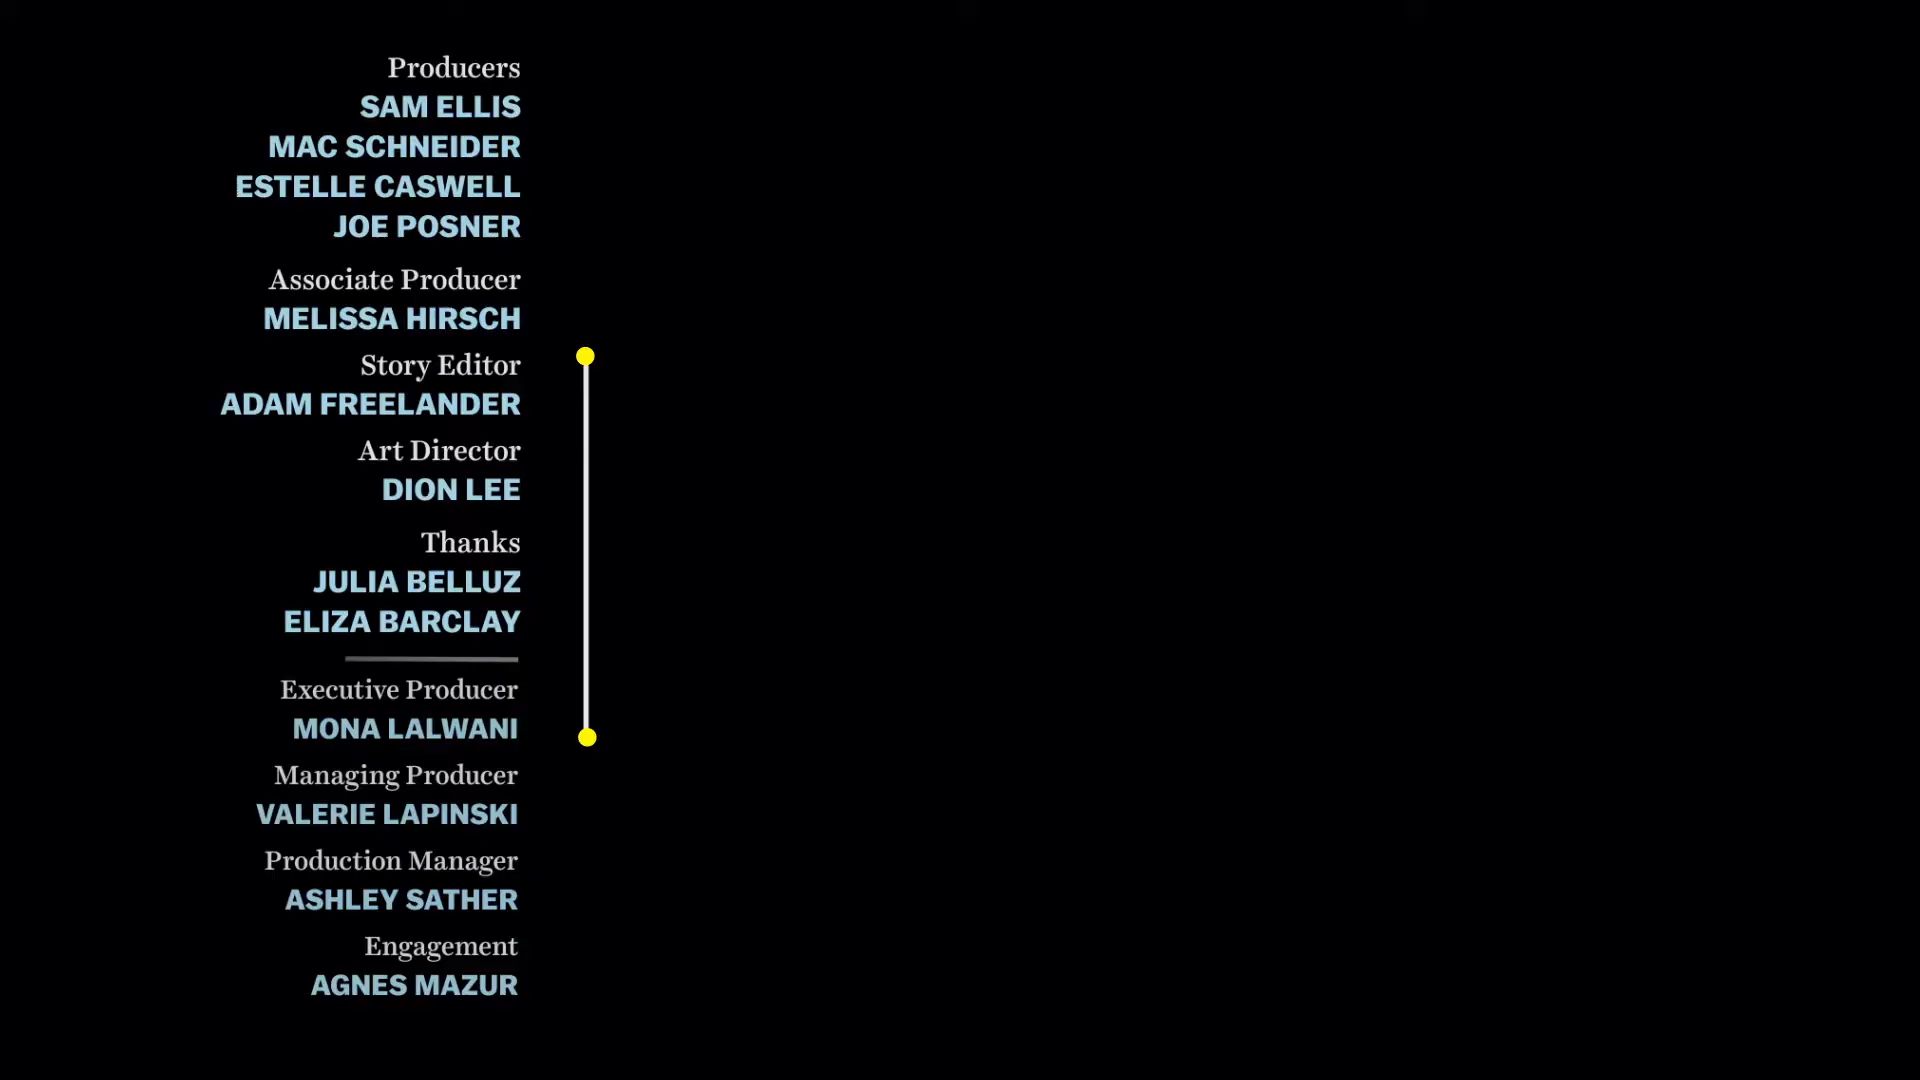 Producers
SAM ELLIS
MAC SCHNEIDER
ESTELLE CASWELL
JOE POSNER
Associate Producer
MELISSA HIRSCH
Story Editor
ADAM FREELANDER
Art Director
DION LEE
Thanks
JULIA BELLUZ
ELIZA BARCLAY
Executive Producer
MONA LALWANI
Managing Producer
VALERIE LAPINSKI
Production Manager
ASHLEY SATHER
Engagement
AGNES MAZUR